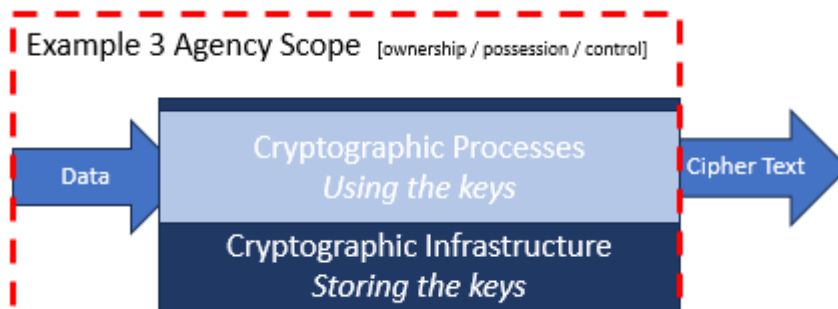 Example 3 Agency Scope [ownership / possession / control]
Cryptographic Processes
Using the keys
Data
Cipher Text
Cryptographic Infrastructure
Storing the keys